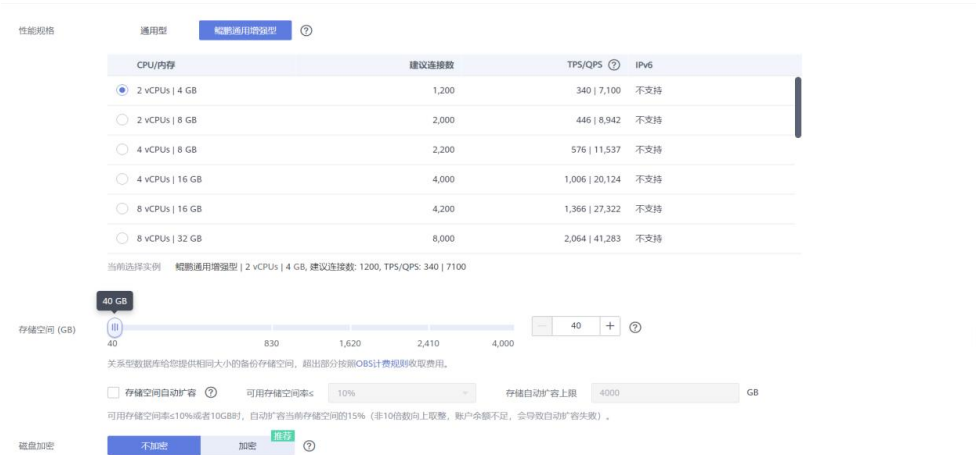 性能规格 通用型 鲲鹏通用增强型 ?
CPU/内存 建议连接数 TPS/QPS ? IPv6
2 vCPUs | 4 GB 1,200 340 | 7,100 不支持
2 vCPUs | 8 GB 2,000 446 | 8,942 不支持
4 vCPUs | 8 GB 2,200 576 | 11,537 不支持
4 vCPUs | 16 GB 4,000 1,006 | 20,124 不支持
8 vCPUs | 16 GB 4,200 1,366 | 27,322 不支持
8 vCPUs | 32 GB 8,000 2,064 | 41,283 不支持
当前选择实例 鲲鹏通用增强型 | 2 vCPUs | 4 GB, 建议连接数: 1200, TPS/QPS: 340 | 7100
40 GB
存储空间 (GB) 40 ?
40 830 1,620 2,410 4,000
关系型数据库给您提供相同大小的备份存储空间，超出部分按照OBS计费规则收取费用。
存储空间自动扩容 ? 可用存储空间率≤ 10% 存储自动扩容上限 4000 GB
可用存储空间率≤10%或者10GB时，自动扩容当前存储空间的15%（非10倍数向上取整，账户余额不足，会导致自动扩容失败）。
推荐
磁盘加密 不加密 加密 ?